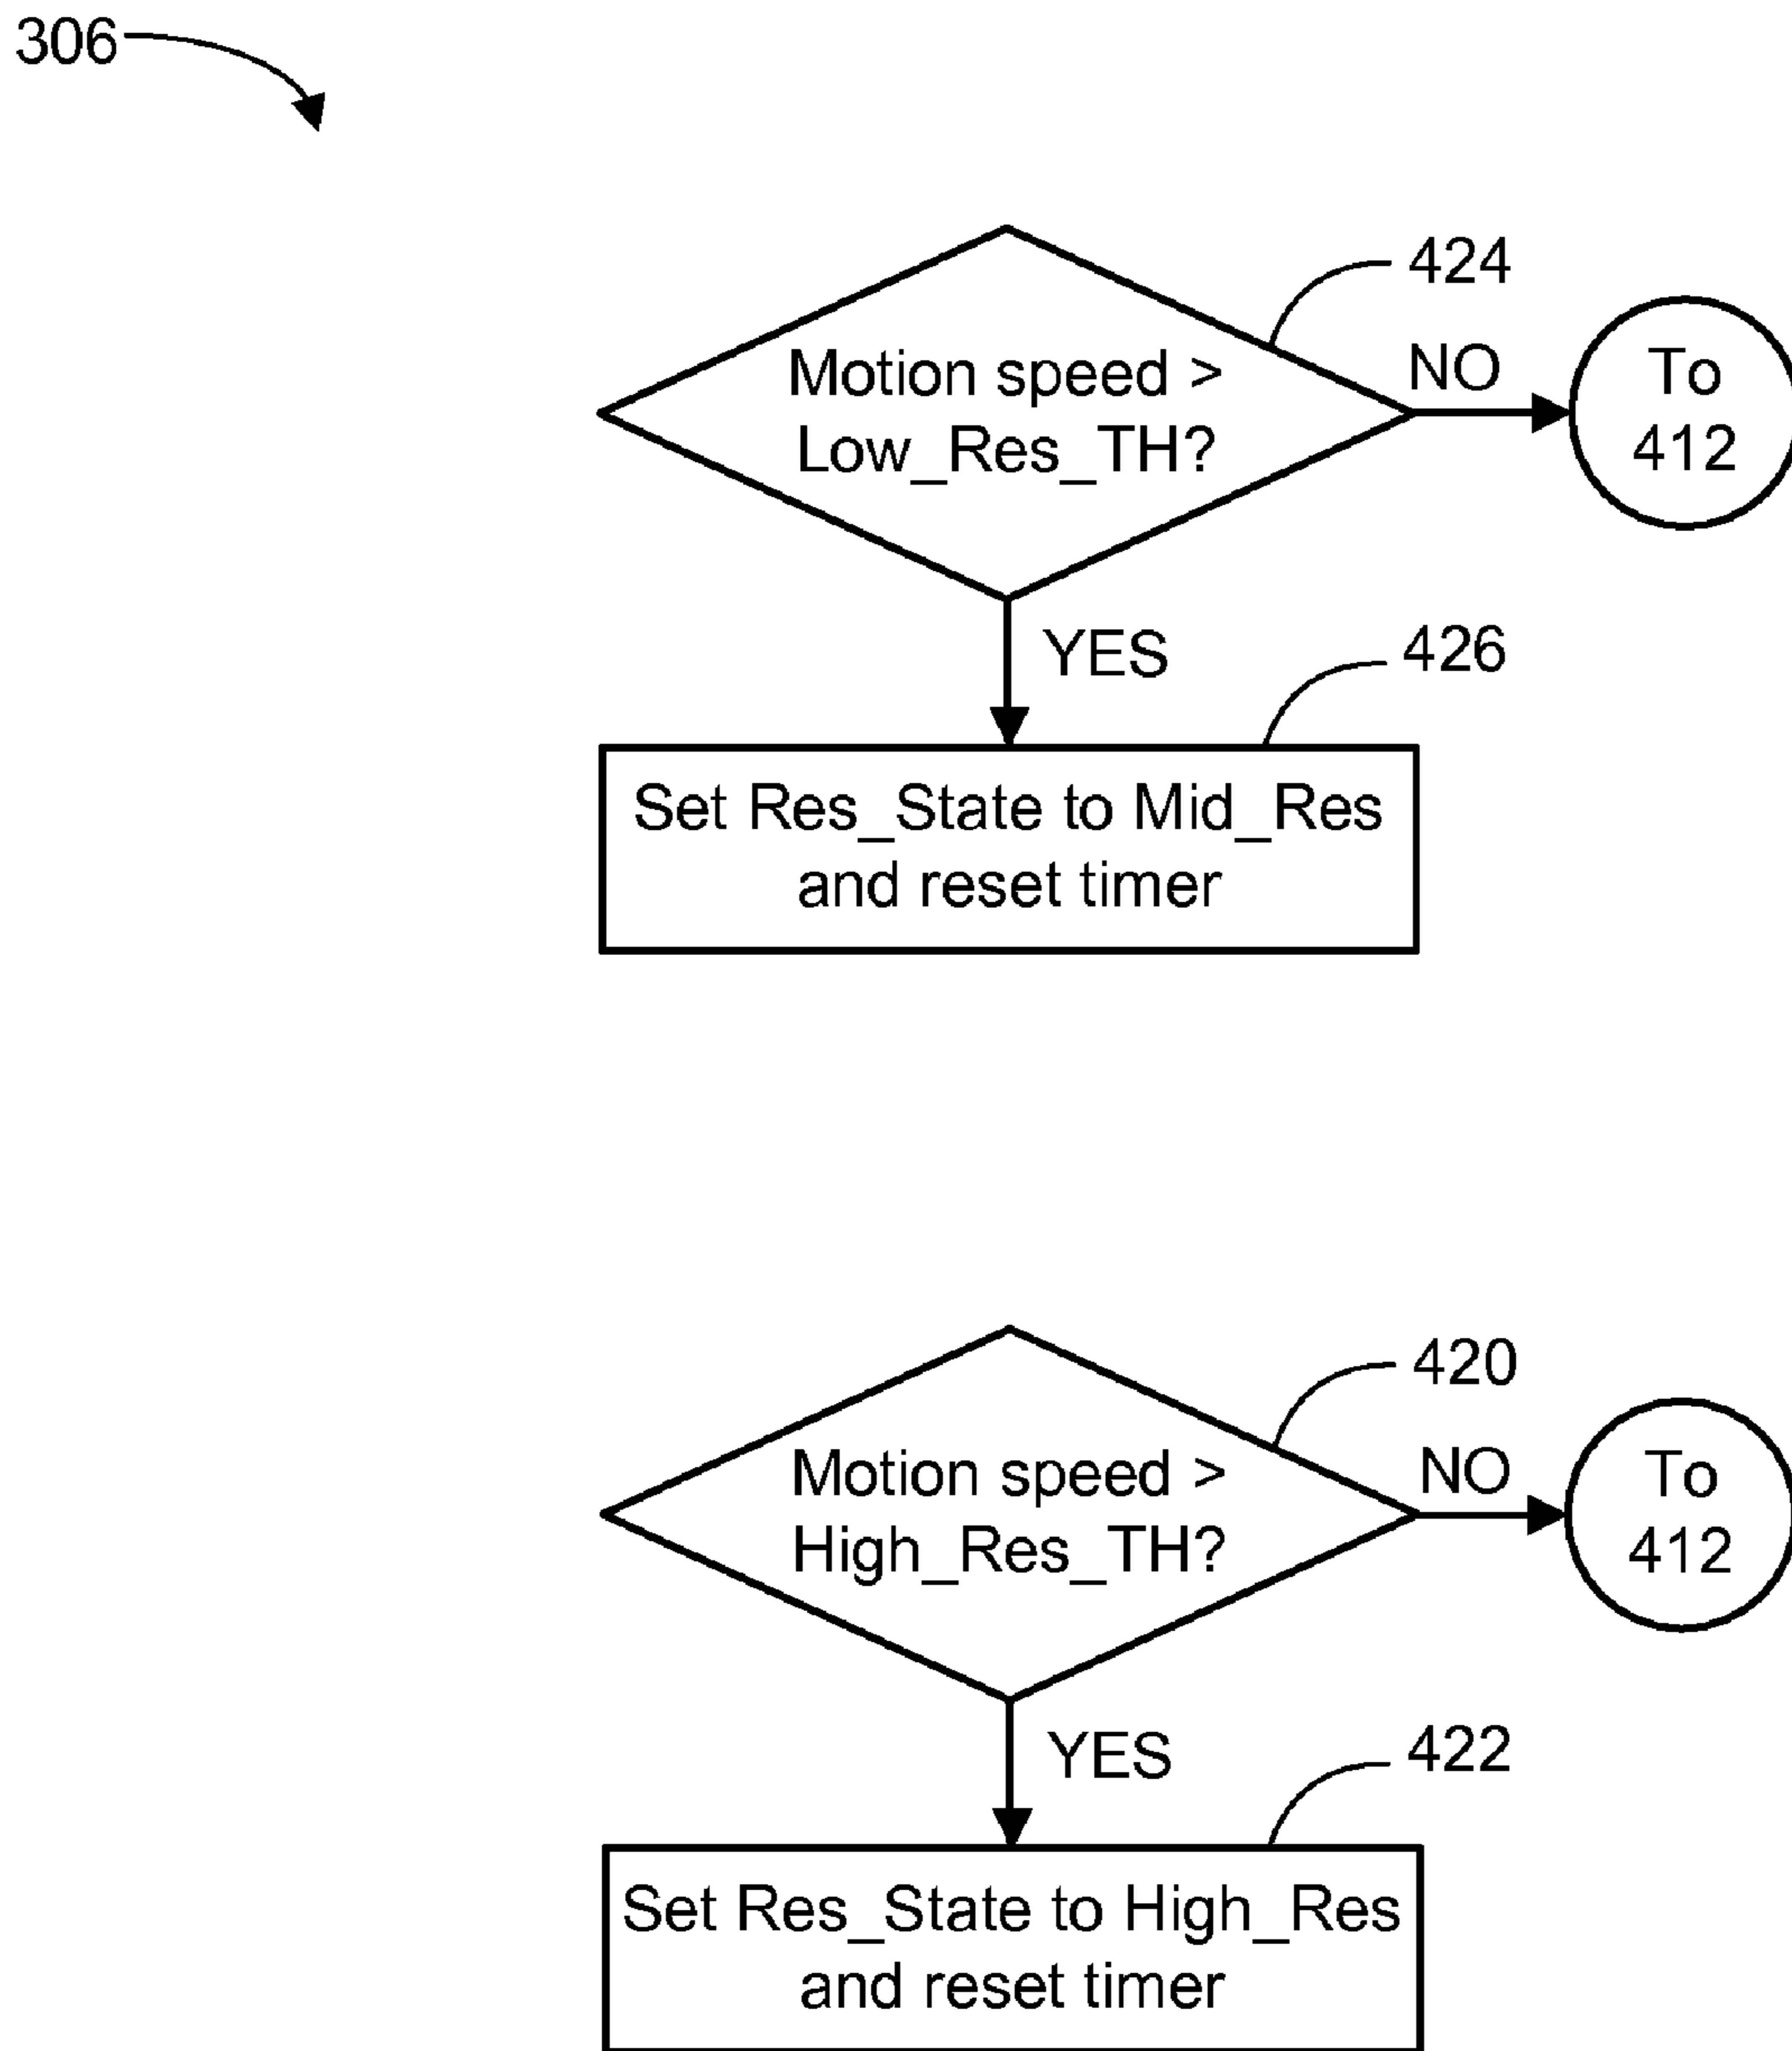 306
424
Motion speed >
Low_Res_TH?
NO
To
412
YES
426
Set Res_State to Mid_Res
and reset timer
420
Motion speed >
High_Res_TH?
NO
To
412
YES
422
Set Res_State to High_Res
and reset timer